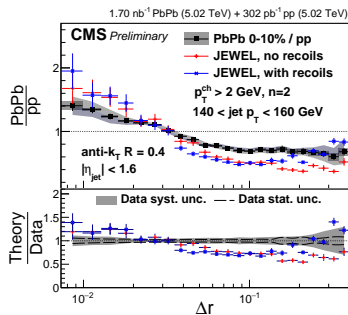 1.70 nb⁻¹ PbPb (5.02 TeV) + 302 pb⁻¹ pp (5.02 TeV)
CMS Preliminary
PbPb 0-10% / pp
JEWEL, no recoils
JEWEL, with recoils
p_T^ch > 2 GeV, n=2
140 < jet p_T < 160 GeV
PbPb
pp
2
1
anti-k_T R = 0.4
|η_jet| < 1.6
Data syst. unc.
Data stat. unc.
Theory
Data
2
1.5
1
0.5
0
10⁻²
10⁻¹
Δr